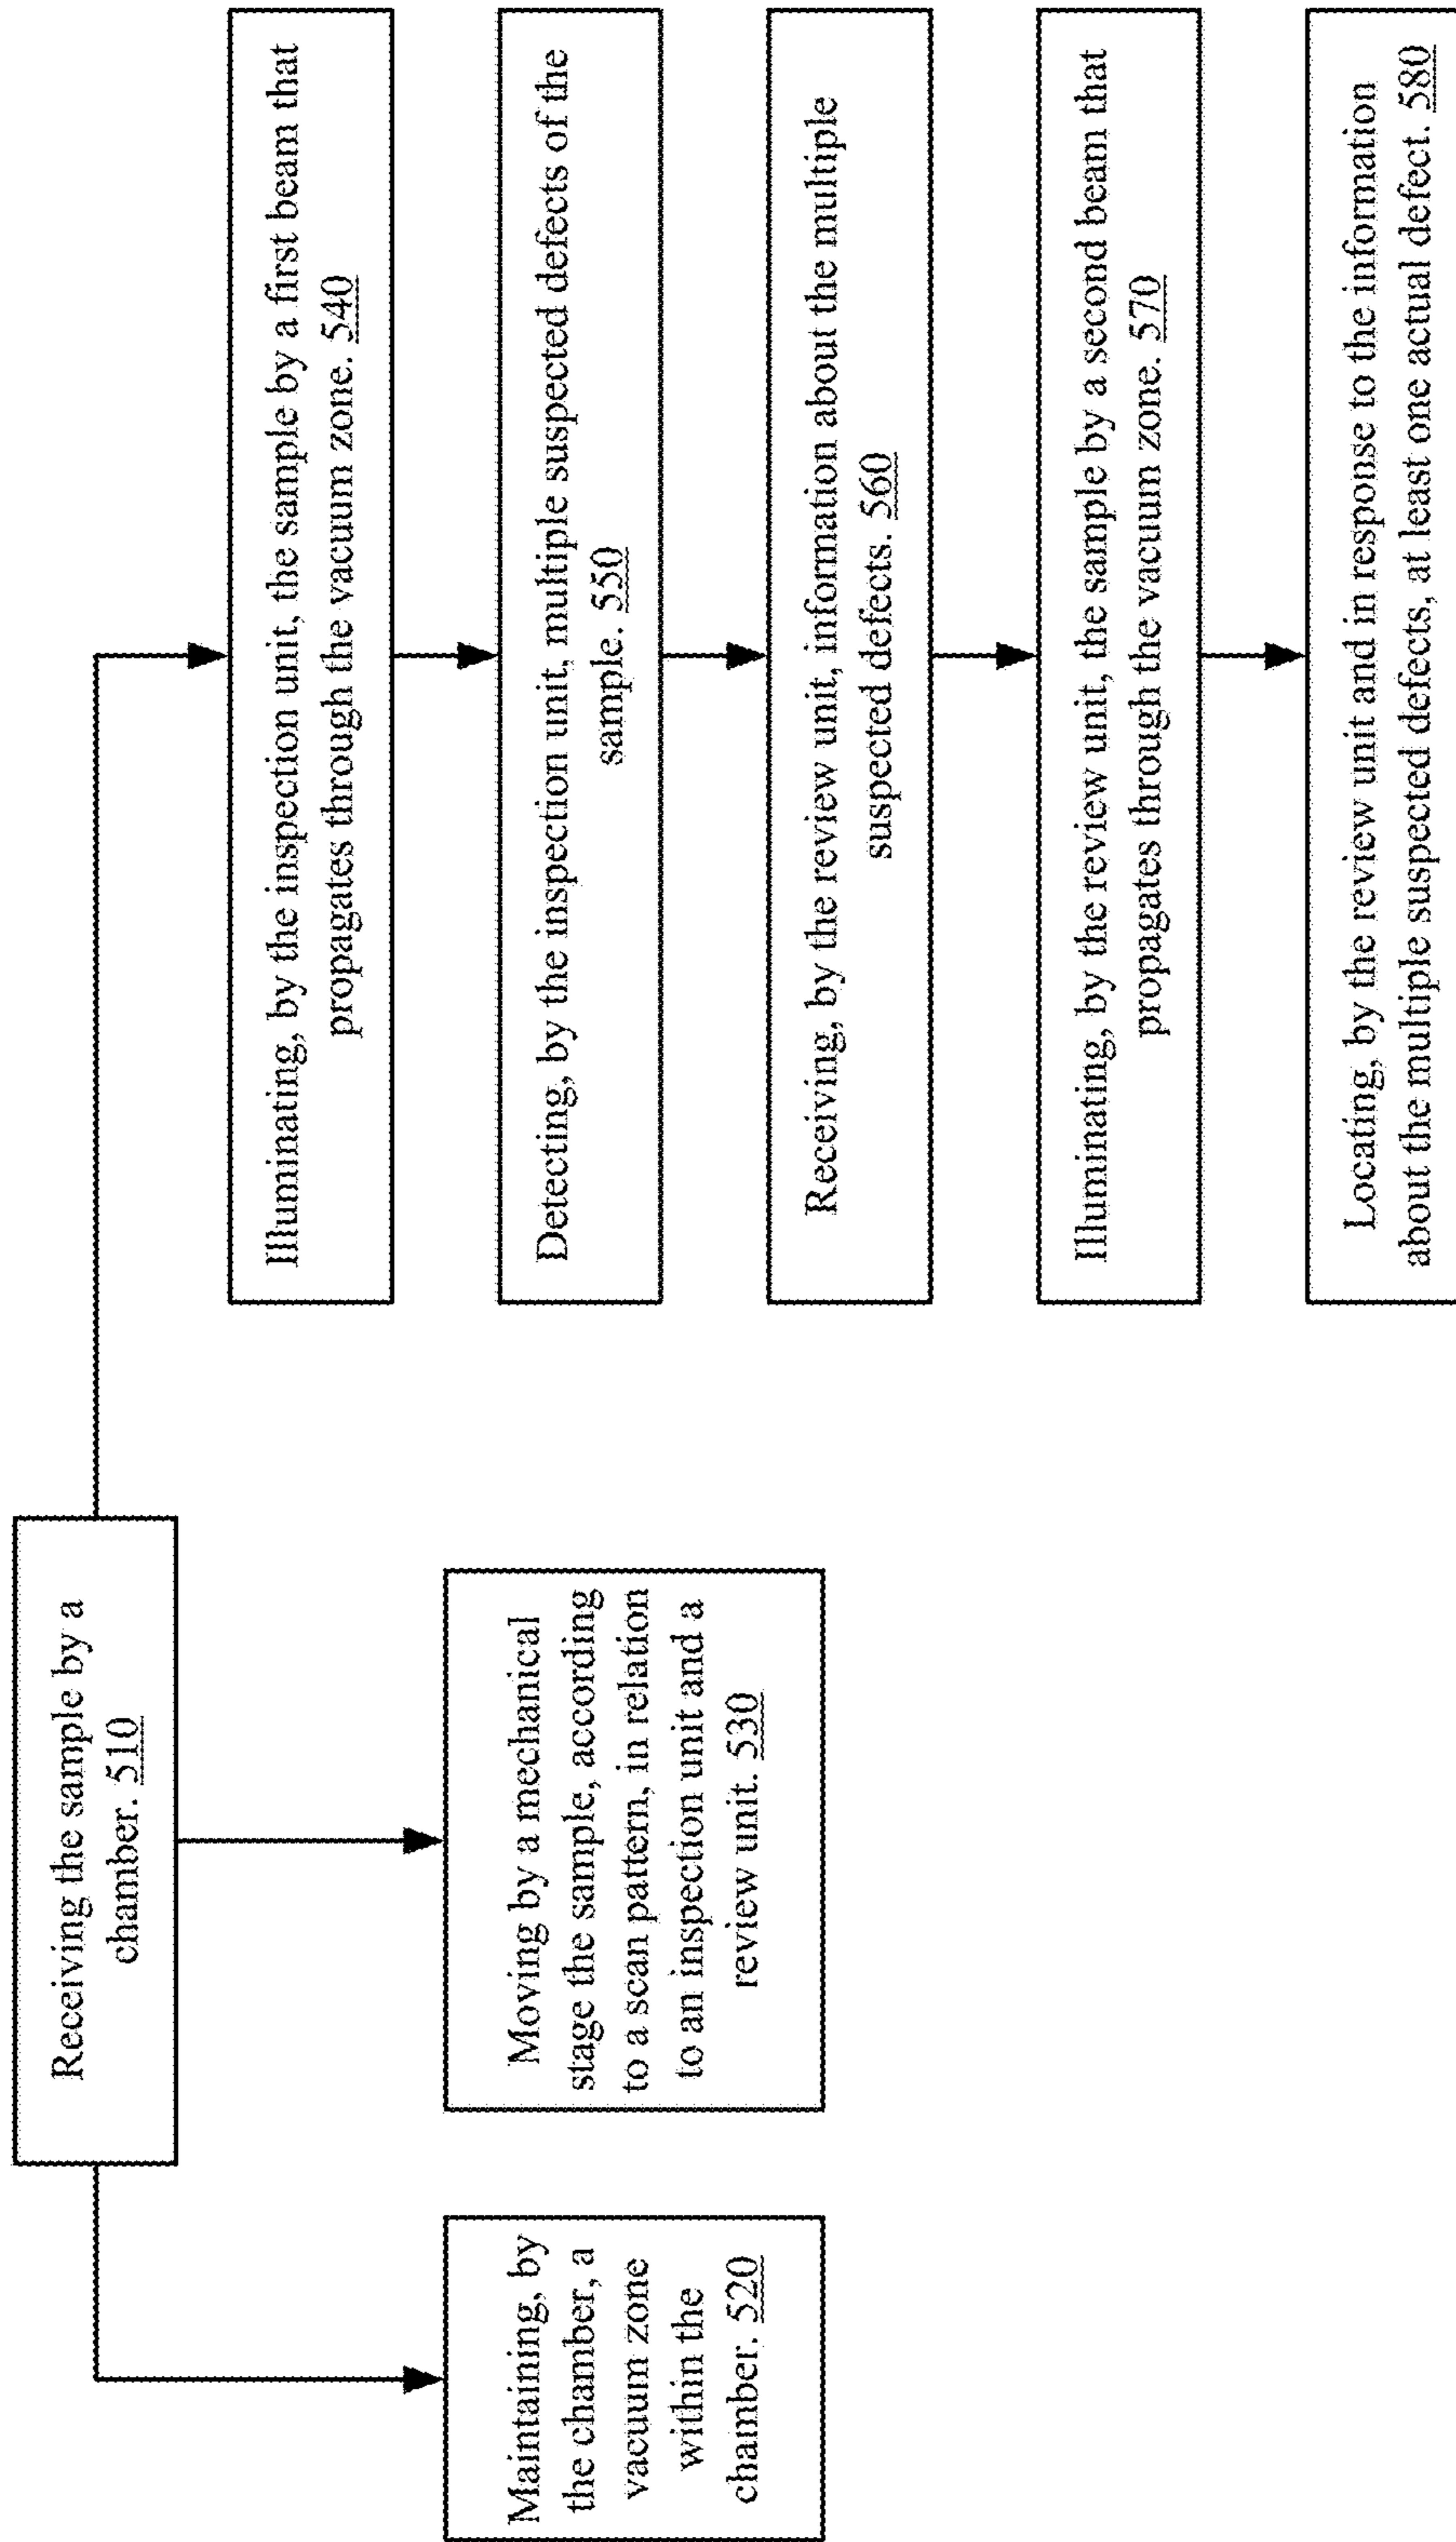 Receiving the sample by a
chamber. 510
Maintaining, by
the chamber, a
vacuum zone
within the
chamber. 520
Moving by a mechanical
stage the sample, according
to a scan pattern, in relation
to an inspection unit and a
review unit. 530
Illuminating, by the inspection unit, the sample by a first beam that
propagates through the vacuum zone. 540
Detecting, by the inspection unit, multiple suspected defects of the
sample. 550
Receiving, by the review unit, information about the multiple
suspected defects. 560
Illuminating, by the review unit, the sample by a second beam that
propagates through the vacuum zone. 570
Locating, by the review unit and in response to the information
about the multiple suspected defects, at least one actual defect. 580